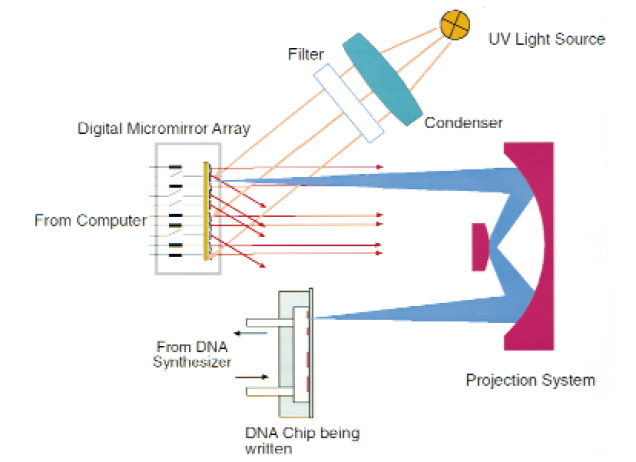 UV Light Source
Filter
Condenser
Digital Micromirror Array
From Computer
From DNA
Synthesizer
Projection System
DNA Chip being
written